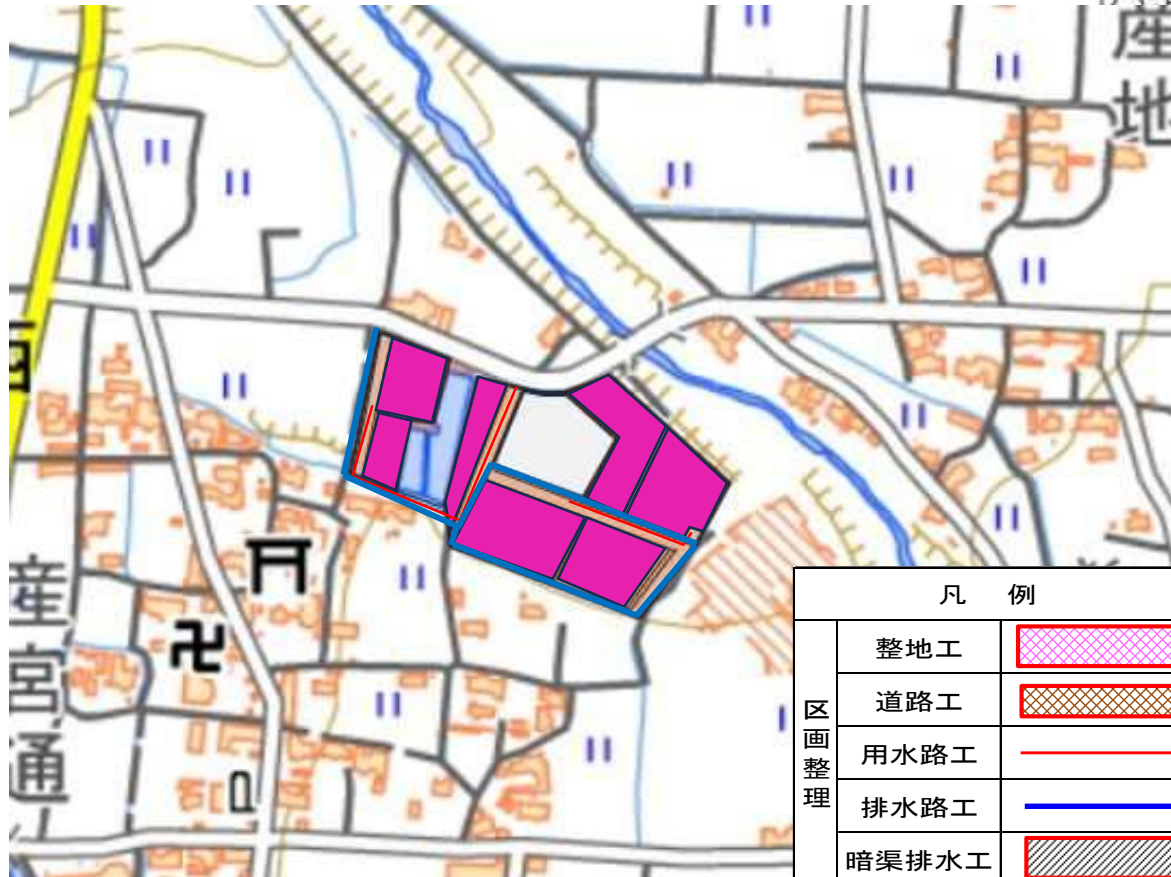 産
地
産
宮
通
凡 例
区画整理
整地工
道路工
用水路工
排水路工
暗渠排水工